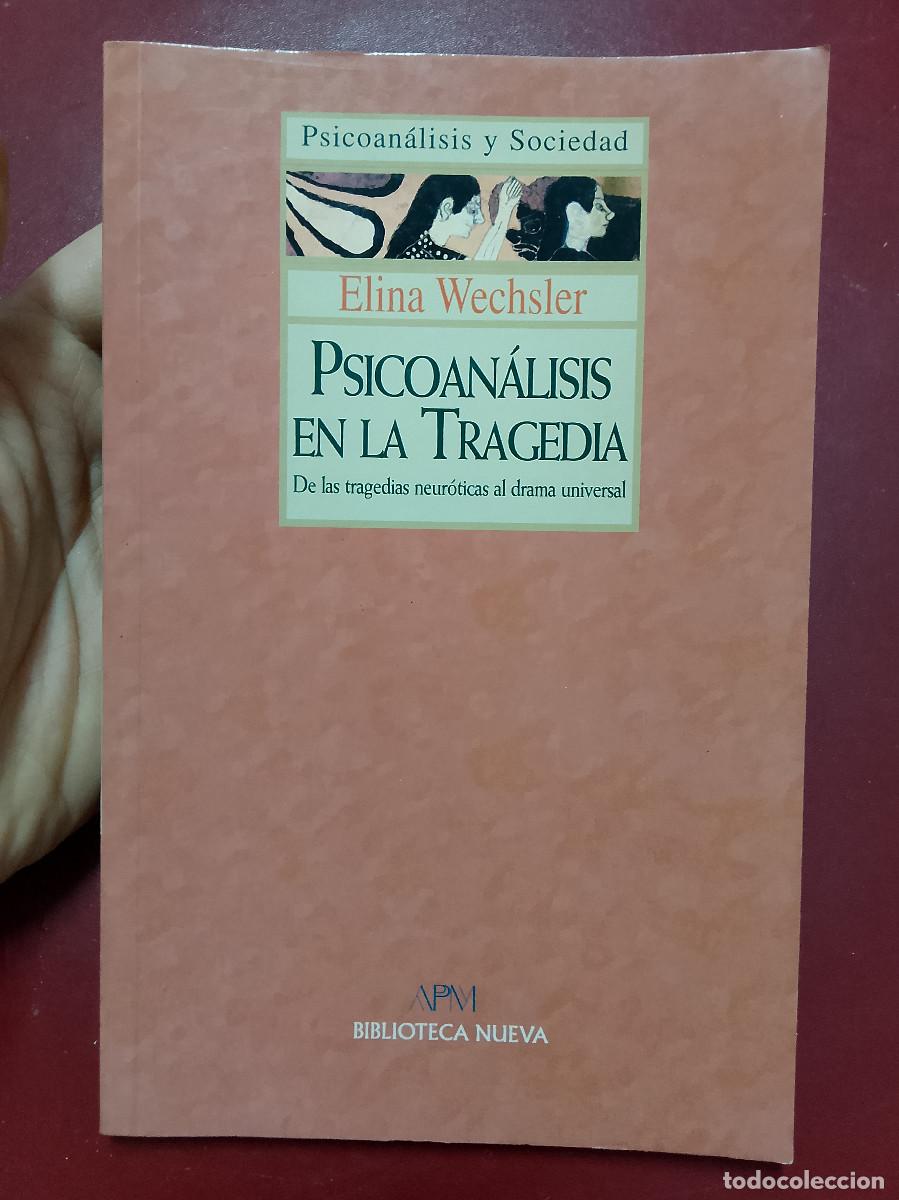 Psicoanálisis y Sociedad
Elina Wechsler
PSICOANÁLISIS
EN LA TRAGEDIA
De las tragedias neuróticas al drama universal
APM
BIBLIOTECA NUEVA
todocoleccion